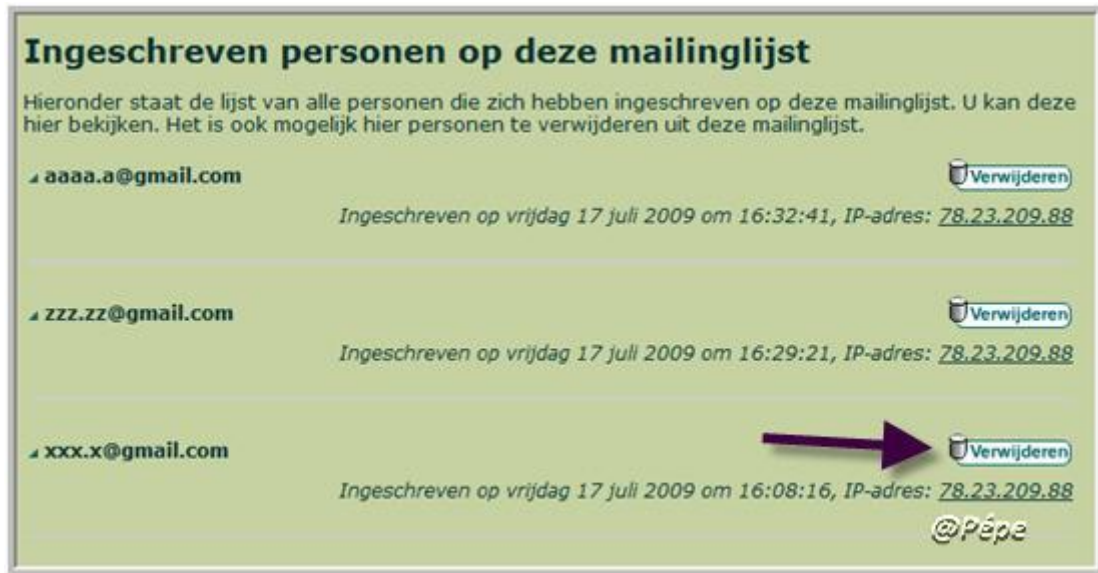 Ingeschreven personen op deze mailinglijst
Hieronder staat de lijst van alle personen die zich hebben ingeschreven op deze mailinglijst. U kan deze
hier bekijken. Het is ook mogelijk hier personen te verwijderen uit deze mailinglijst.
aaaa.a@gmail.com Verwijderen
Ingeschreven op vrijdag 17 juli 2009 om 16:32:41, IP-adres: 78.23.209.88
zzz.zz@gmail.com Verwijderen
Ingeschreven op vrijdag 17 juli 2009 om 16:29:21, IP-adres: 78.23.209.88
xxx.x@gmail.com Verwijderen
Ingeschreven op vrijdag 17 juli 2009 om 16:08:16, IP-adres: 78.23.209.88
@Pépe